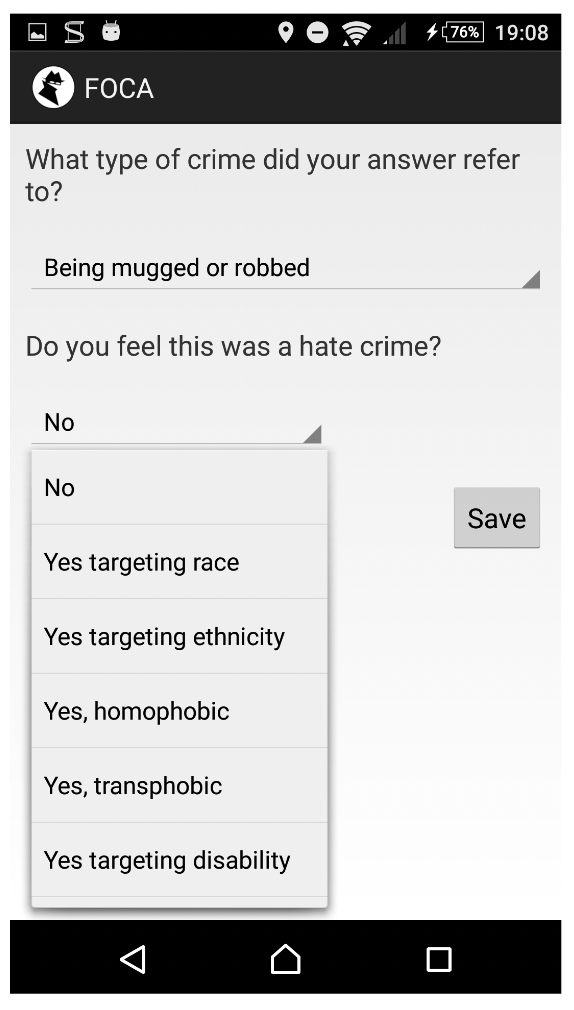 76% 19:08
FOCA
What type of crime did your answer refer
to?
Being mugged or robbed
Do you feel this was a hate crime?
No
No
Save
Yes targeting race
Yes targeting ethnicity
Yes, homophobic
Yes, transphobic
Yes targeting disability